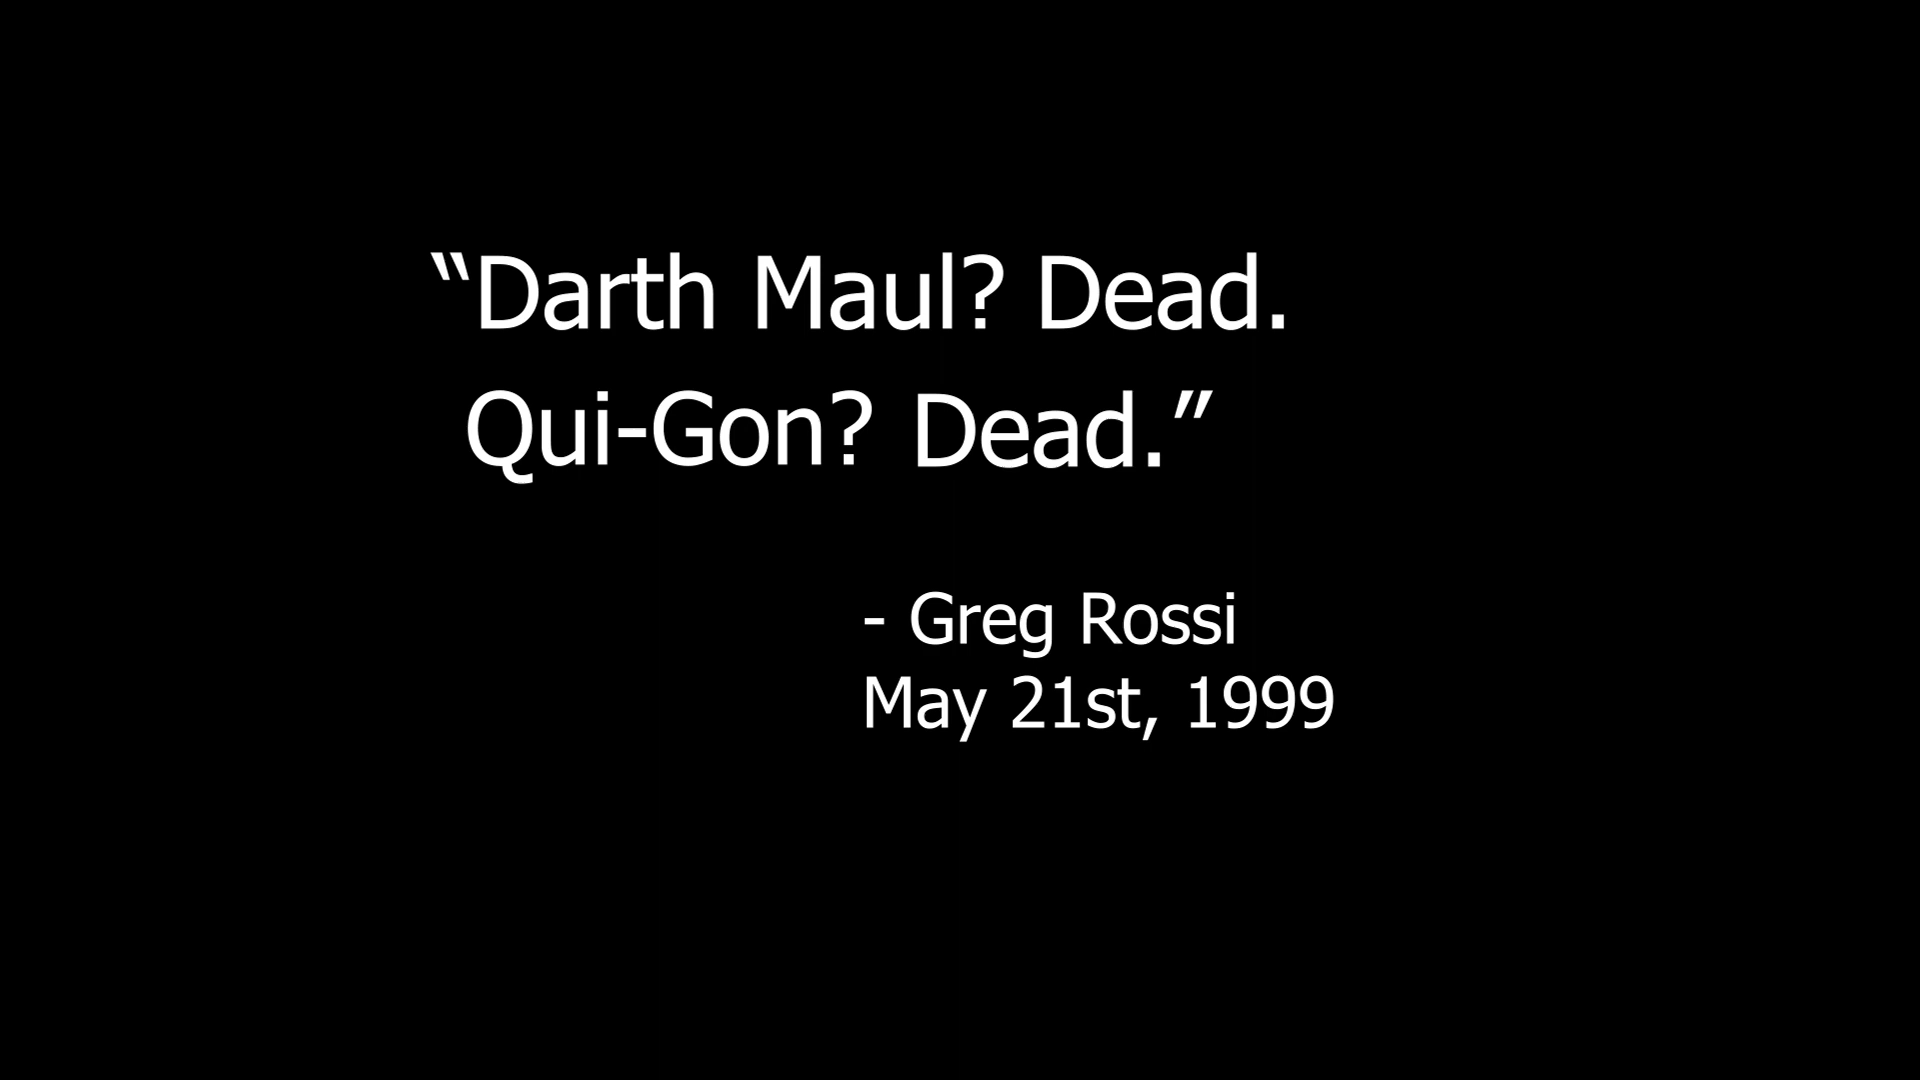 “Darth Maul? Dead.
Qui-Gon? Dead.”
- Greg Rossi
May 21st, 1999